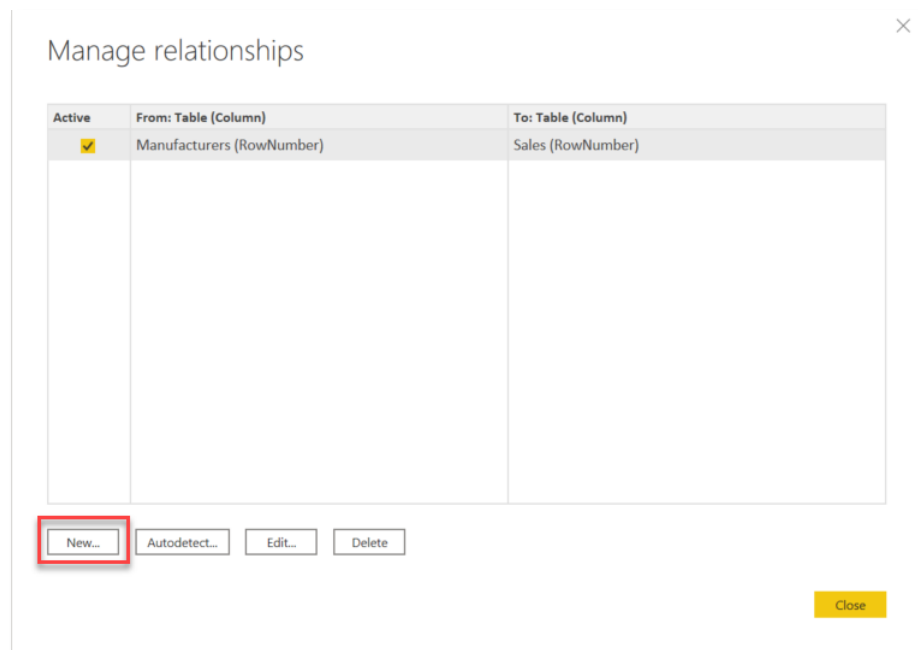 Manage relationships
Active From: Table (Column) To: Table (Column)
Manufacturers (RowNumber) Sales (RowNumber)
New... Autodetect... Edit... Delete
Close